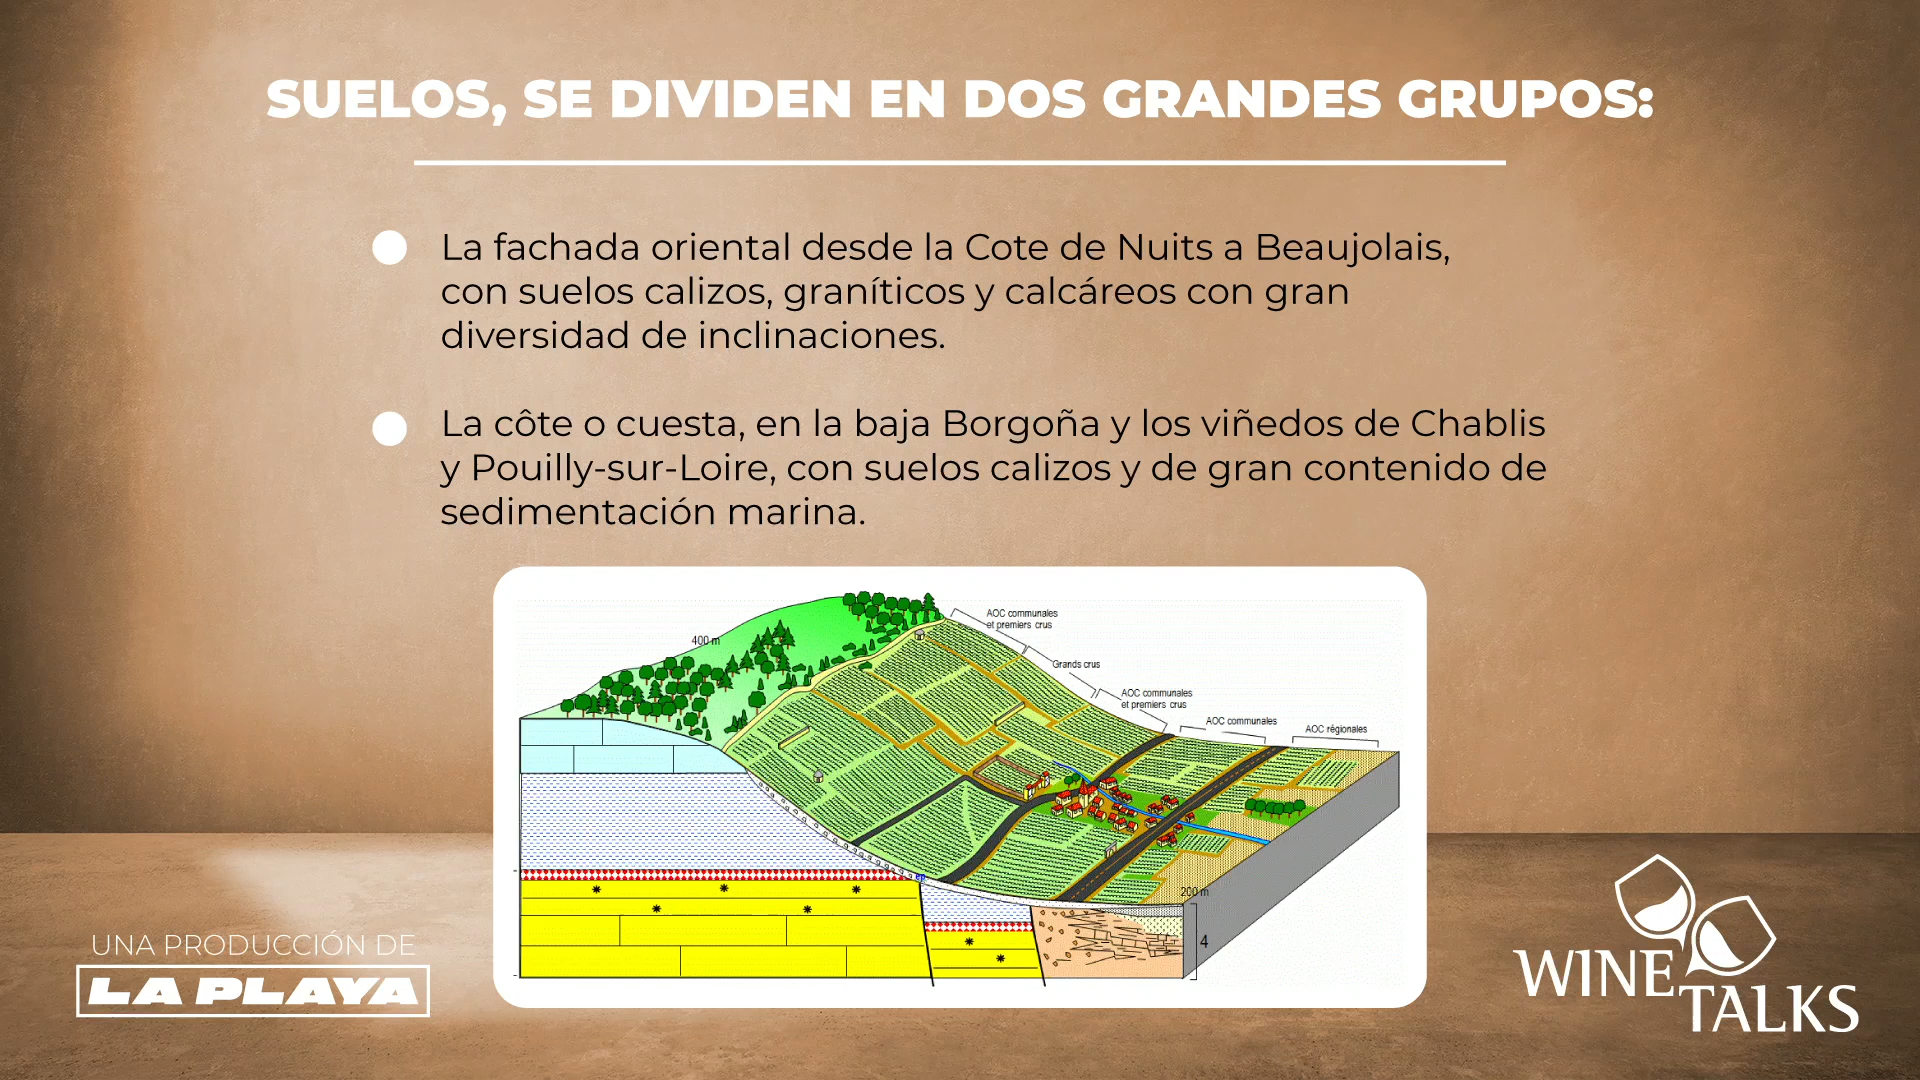 SUELOS, SE DIVIDEN EN DOS GRANDES GRUPOS:
La fachada oriental desde la Cote de Nuits a Beaujolais,
con suelos calizos, graníticos y calcáreos con gran
diversidad de inclinaciones.
La côte o cuesta, en la baja Borgoña y los viñedos de Chablis
y Pouilly-sur-Loire, con suelos calizos y de gran contenido de
sedimentación marina.
AOC communales
et premiers crus
400 m
Grands crus
AOC communales
et premiers crus
AOC communales
AOC régionales
200 m
4
UNA PRODUCCIÓN DE
LA PLAYA
WINE
TALKS